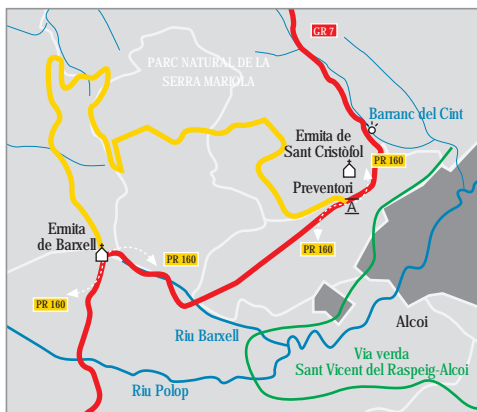 GR 7
PARC NATURAL DE LA
SERRA MARIOLA
Barranc del Cint
Ermita de
Sant Cristòfol
PR 160
Preventori
Ermita
de Barxell
PR 160
PR 160
PR 160
Riu Barxell
Alcoi
Via verda
Sant Vicent del Raspeig-Alcoi
Riu Polop